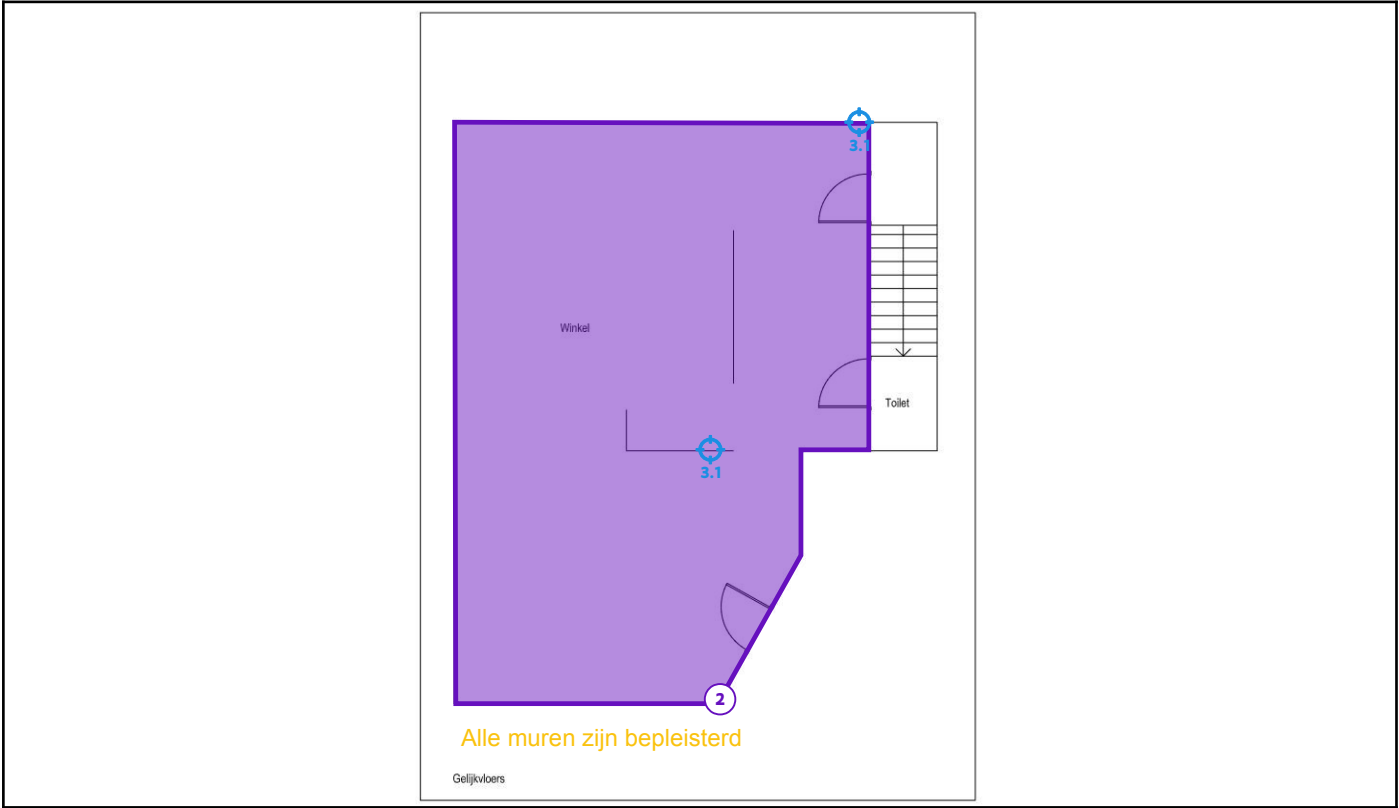 3.1
Winkel
Toilet
3.1
2
Alle muren zijn bepleisterd
Gelijkvloers